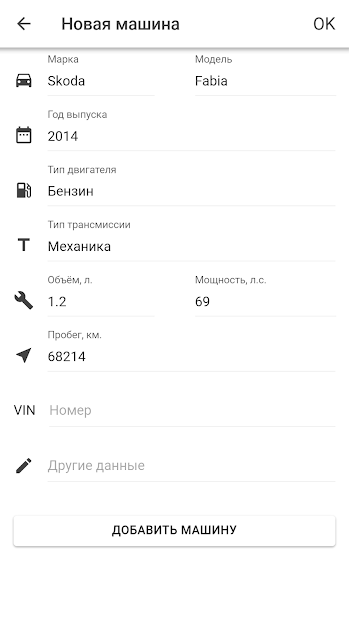 Новая машина OK
Марка Модель
Skoda Fabia
Год выпуска
2014
Тип двигателя
Бензин
Тип трансмиссии
T Механика
Объём, л. Мощность, л.с.
1.2 69
Пробег, км.
68214
VIN Номер
Другие данные
ДОБАВИТЬ МАШИНУ